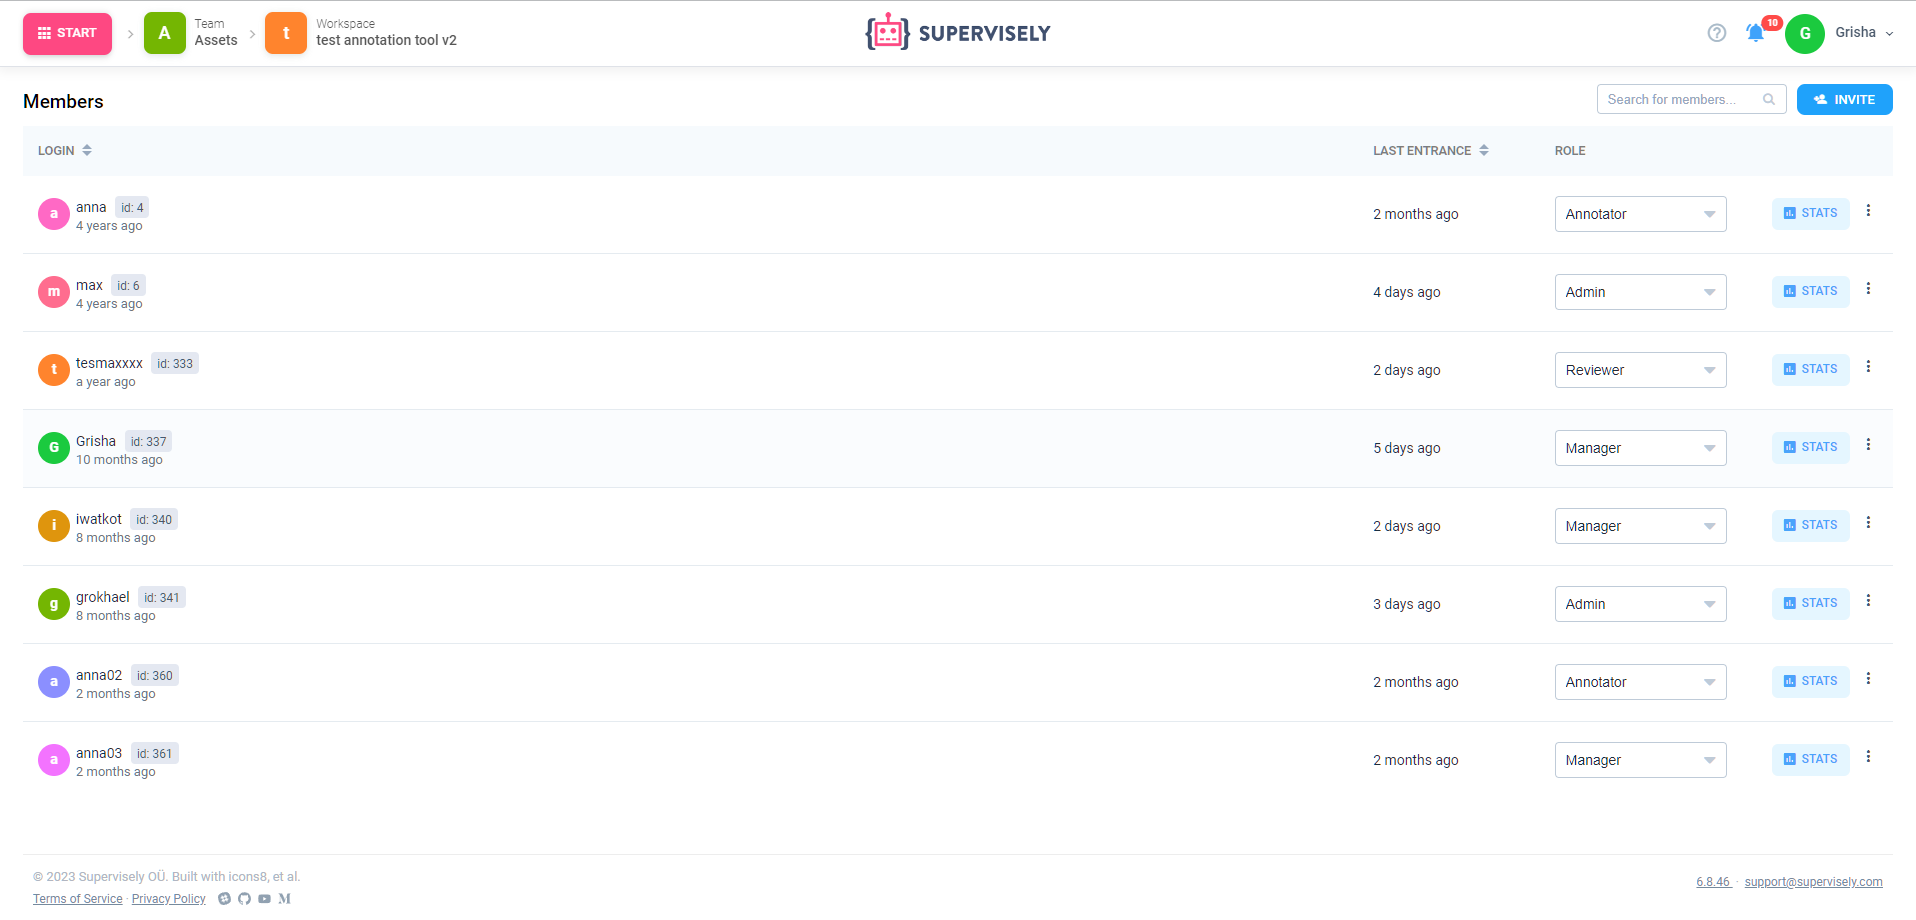 START
A
Team
Assets
t
Workspace
test annotation tool v2
SUPERVISELY
10
G
Grisha
Members
Search for members...
INVITE
LOGIN
LAST ENTRANCE
ROLE
a
anna id: 4
4 years ago
2 months ago
Annotator
STATS
m
max id: 6
4 years ago
4 days ago
Admin
STATS
t
tesmaxxxx id: 333
a year ago
2 days ago
Reviewer
STATS
G
Grisha id: 337
10 months ago
5 days ago
Manager
STATS
i
iwatkot id: 340
8 months ago
2 days ago
Manager
STATS
g
grokhael id: 341
8 months ago
3 days ago
Admin
STATS
a
anna02 id: 360
2 months ago
2 months ago
Annotator
STATS
a
anna03 id: 361
2 months ago
2 months ago
Manager
STATS
© 2023 Supervisely OÜ. Built with icons8, et al.
Terms of Service · Privacy Policy
6.8.46 · support@supervisely.com